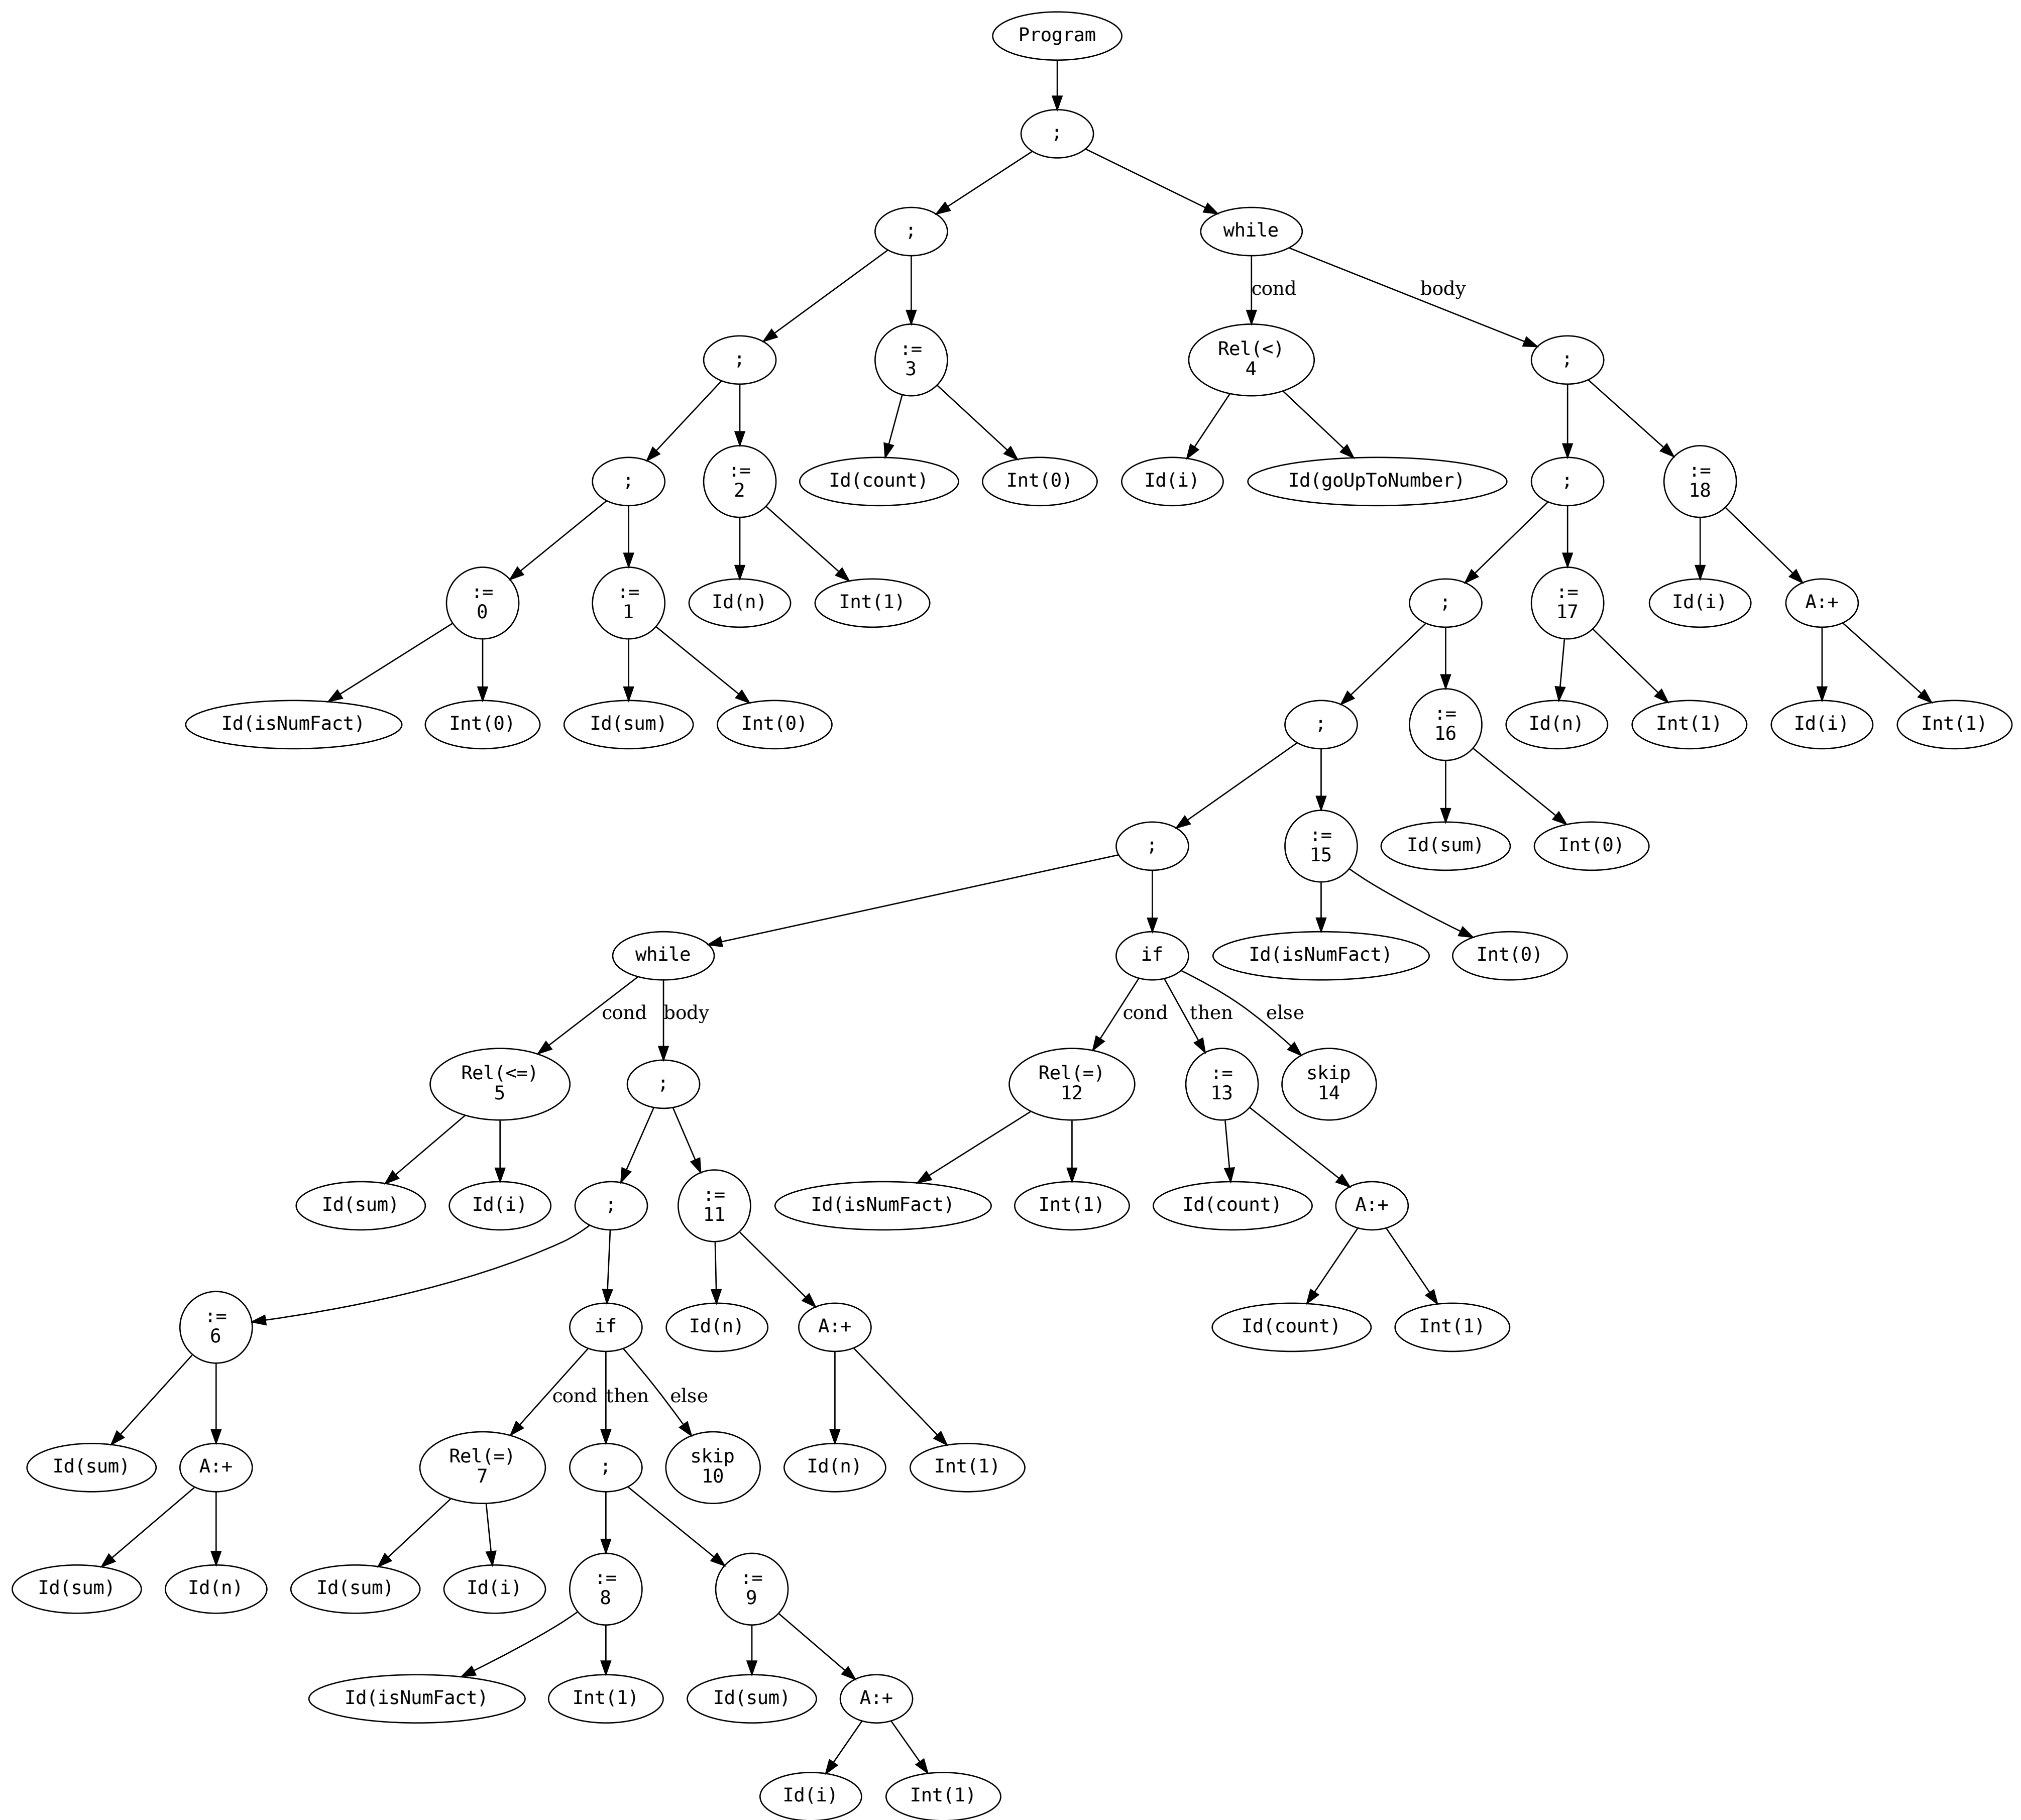 Program
;
;
while
cond
body
;
:=
3
Rel(<)
4
;
;
:=
2
Id(count)
Int(0)
Id(i)
Id(goUpToNumber)
;
:=
18
:=
0
:=
1
Id(n)
Int(1)
;
:=
17
Id(i)
A:+
Id(isNumFact)
Int(0)
Id(sum)
Int(0)
;
:=
16
Id(n)
Int(1)
Id(i)
Int(1)
;
:=
15
Id(sum)
Int(0)
while
if
Id(isNumFact)
Int(0)
cond
body
cond
then
else
Rel(<=)
5
;
Rel(=)
12
:=
13
skip
14
Id(sum)
Id(i)
;
:=
11
Id(isNumFact)
Int(1)
Id(count)
A:+
:=
6
if
Id(n)
A:+
Id(count)
Int(1)
cond
then
else
Id(sum)
A:+
Rel(=)
7
;
skip
10
Id(n)
Int(1)
Id(sum)
Id(n)
Id(sum)
Id(i)
:=
8
:=
9
Id(isNumFact)
Int(1)
Id(sum)
A:+
Id(i)
Int(1)